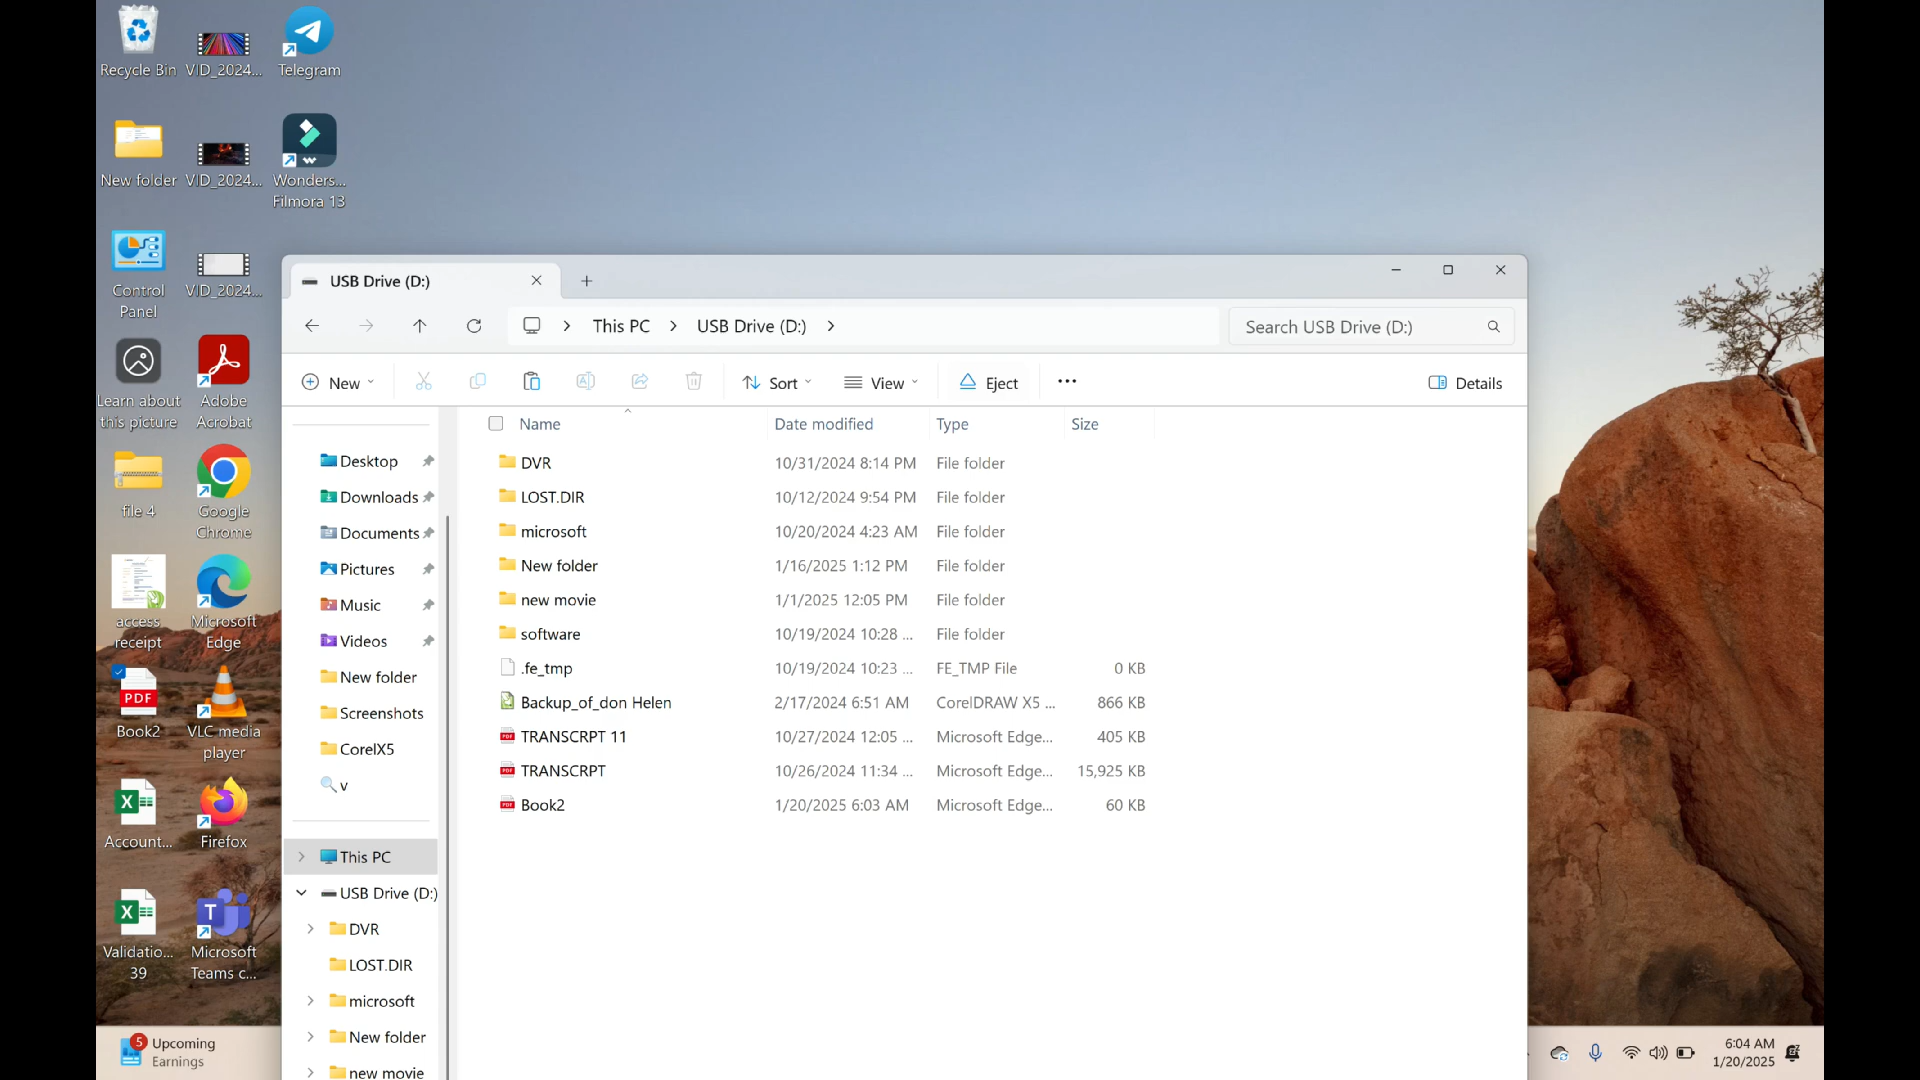 Recycle Bin
VID_2024...
Telegram
New folder
VID_2024...
Wonders...
Filmora 13
Control
Panel
VID_2024...
Learn about
this picture
Adobe
Acrobat
file 4
Google
Chrome
access
receipt
Microsoft
Edge
PDF
Book2
VLC media
player
Account...
Firefox
Validatio...
39
Microsoft
Teams c...
5
Upcoming
Earnings
USB Drive (D:)
This PC
USB Drive (D:)
Search USB Drive (D:)
New
Sort
View
Eject
Details
Desktop
Downloads
Documents
Pictures
Music
Videos
New folder
Screenshots
CorelX5
v
This PC
USB Drive (D:)
DVR
LOST.DIR
microsoft
New folder
new movie
Name Date modified Type Size
DVR 10/31/2024 8:14 PM File folder
LOST.DIR 10/12/2024 9:54 PM File folder
microsoft 10/20/2024 4:23 AM File folder
New folder 1/16/2025 1:12 PM File folder
new movie 1/1/2025 12:05 PM File folder
software 10/19/2024 10:28 ... File folder
.fe_tmp 10/19/2024 10:23 ... FE_TMP File 0 KB
Backup_of_don Helen 2/17/2024 6:51 AM CorelDRAW X5 ... 866 KB
TRANSCRPT 11 10/27/2024 12:05 ... Microsoft Edge... 405 KB
TRANSCRPT 10/26/2024 11:34 ... Microsoft Edge... 15,925 KB
Book2 1/20/2025 6:03 AM Microsoft Edge... 60 KB
6:04 AM
1/20/2025